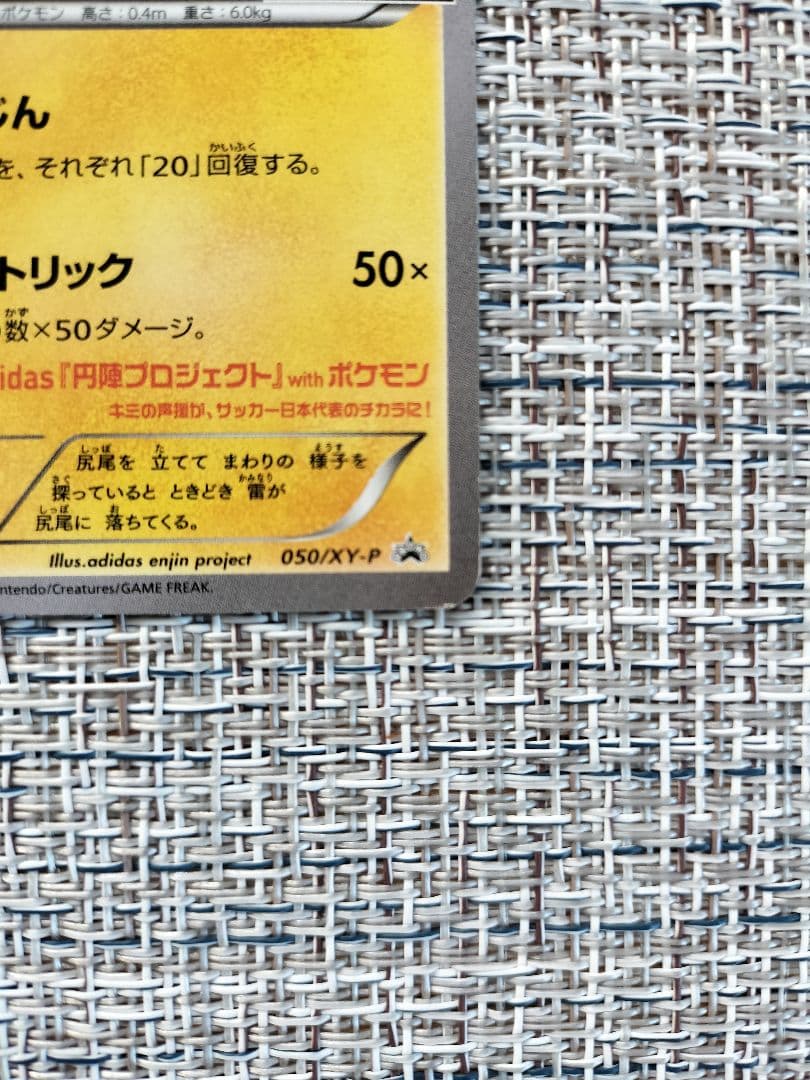 ポケモン 高さ：0.4m 重さ：6.0kg
じん
を、それぞれ「20」回復する。
トリック 50×
数×50ダメージ。
idas『円陣プロジェクト』with ポケモン
キミの声援が、サッカー日本代表のチカラに！
尻尾を 立てて まわりの 様子を
探っていると ときどき 雷が
尻尾に 落ちてくる。
Illus.adidas enjin project 050/XY-P
ntendo/Creatures/GAME FREAK.